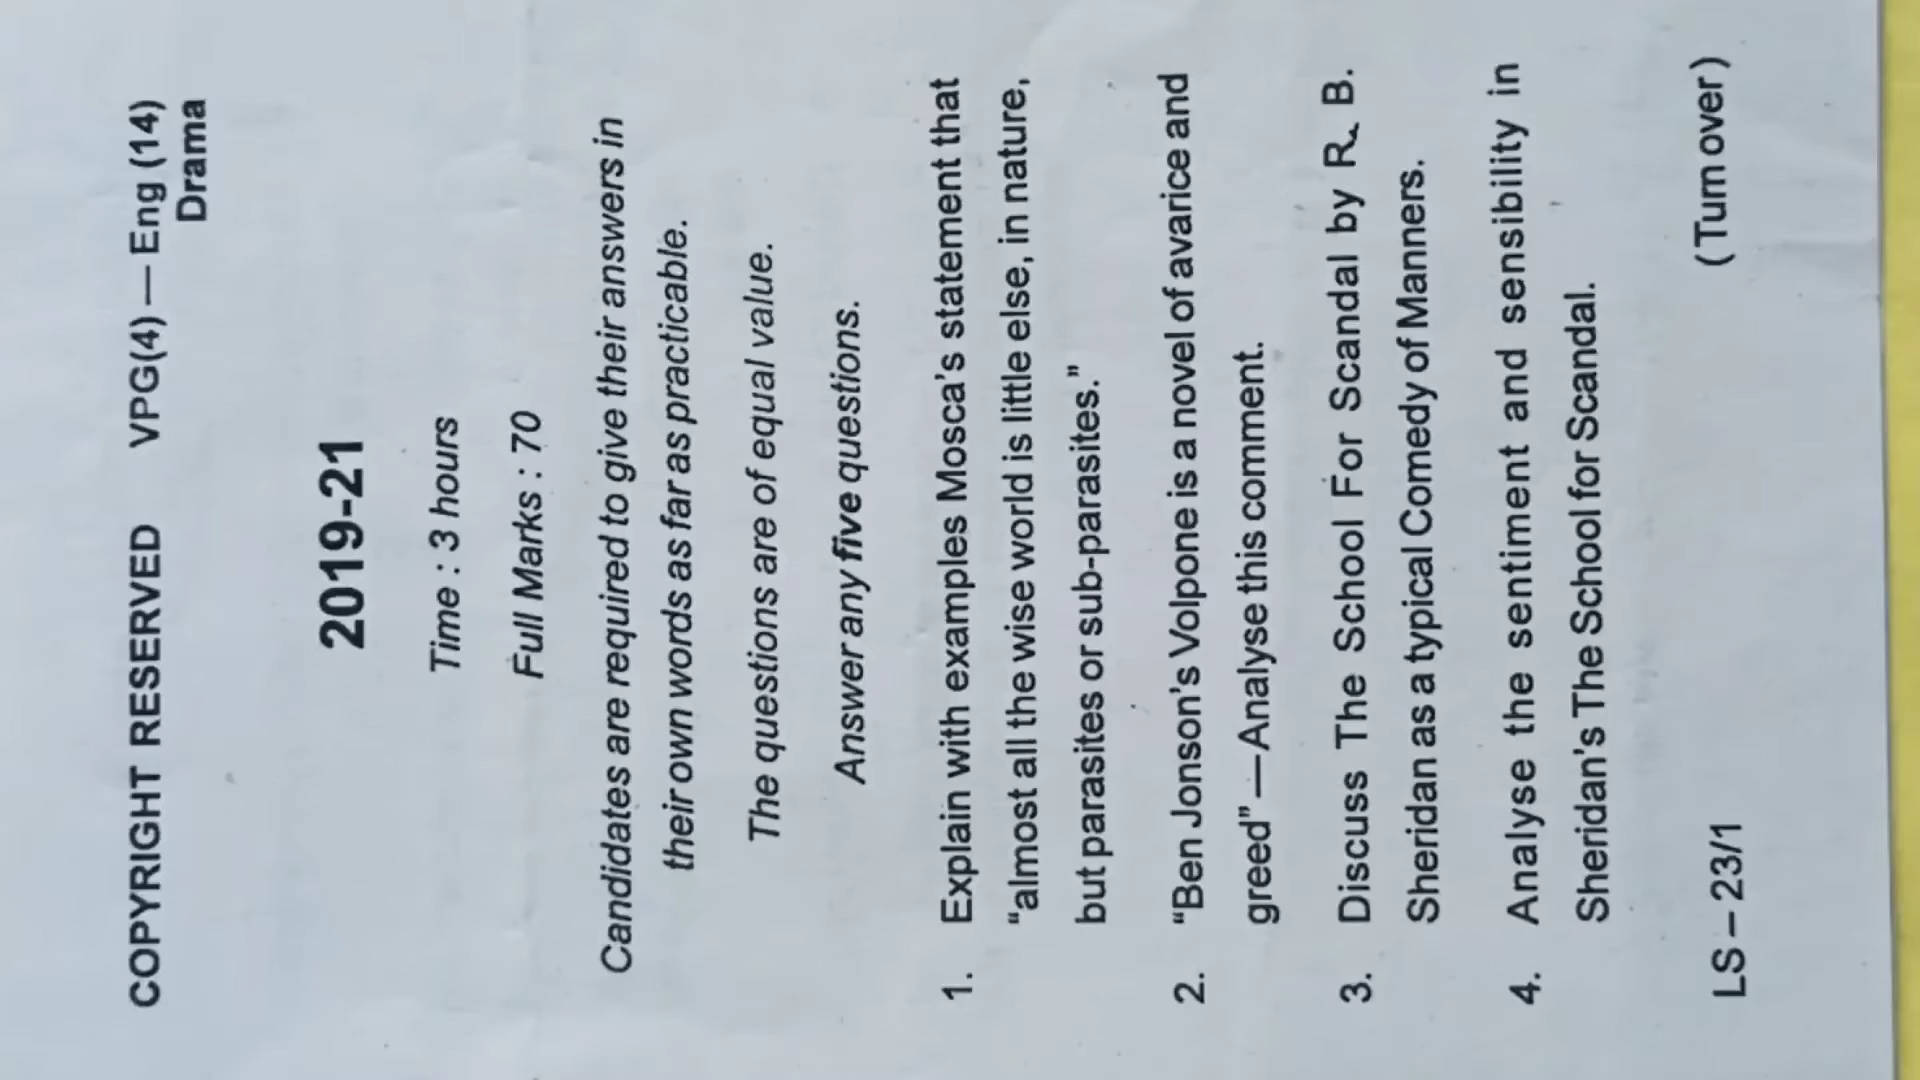 COPYRIGHT RESERVED VPG(4) — Eng (14)
Drama
2019-21
Time : 3 hours
Full Marks : 70
Candidates are required to give their answers in
their own words as far as practicable.
The questions are of equal value.
Answer any five questions.
1. Explain with examples Mosca's statement that
“almost all the wise world is little else, in nature,
but parasites or sub-parasites.”
2. “Ben Jonson's Volpone is a novel of avarice and
greed” —Analyse this comment.
3. Discuss The School For Scandal by R. B.
Sheridan as a typical Comedy of Manners.
4. Analyse the sentiment and sensibility in
Sheridan's The School for Scandal.
LS – 23/1 (Turn over)